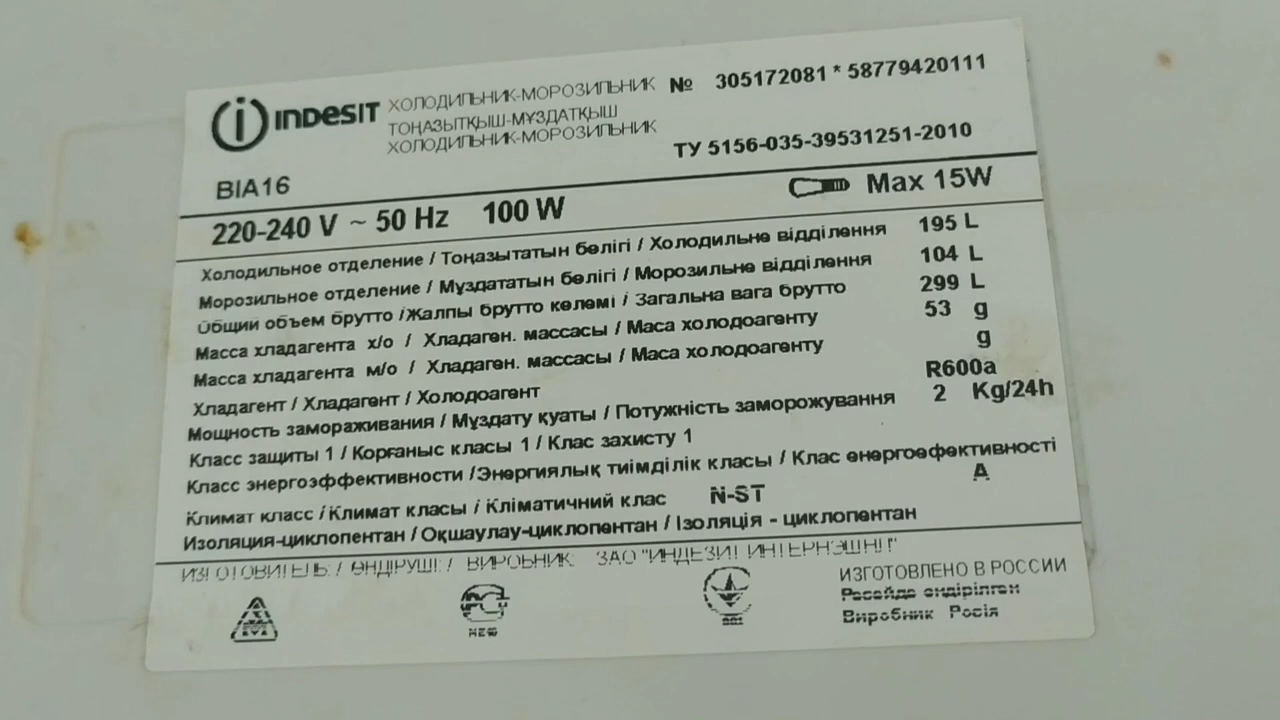 INDESIT ХОЛОДИЛЬНИК-МОРОЗИЛЬНИК № 305172081 * 58779420111
ТОҢАЗЫТҚЫШ-МҰЗДАТҚЫШ
ХОЛОДИЛЬНИК-МОРОЗИЛЬНИК ТУ 5156-035-39531251-2010
BIA16
220-240 V ~ 50 Hz 100 W Max 15W
Холодильное отделение / Тоңазытатын бөлігі / Холодильнө відділення 195 L
Морозильное отделение / Мұздататын бөлігі / Морозильнө відділення 104 L
Общий объем брутто / Жалпы брутто көлемі / Загальна вага брутто 299 L
Масса хладагента х/о / Хладаген. массасы / Маса холодоагенту 53 g
Масса хладагента м/о / Хладаген. массасы / Маса холодоагенту g
Хладагент / Хладагөнт / Холодоагент R600a
Мощность замораживания / Мұздату қуаты / Потужність заморожування 2 Kg/24h
Класс защиты 1 / Қорғаныс класы 1 / Клас захисту 1
Класс энергоэффективности / Энергиялық тиімділік класы / Клас өнергоефективності A
Климат класс / Климат класы / Кліматичний клас N-ST
Изоляция-циклопентан / Оқшаулау-циклопентан / Ізоляція - циклопентан
ИЗГОТОВИТЕЛЬ: / ӨНДІРУШІ: / ВИРОБНИК: ЗАО "ИНДЕЗИТ ИНТЕРНЭШНЛ"
ИЗГОТОВЛЕНО В РОССИИ
Ресейде өндірілген
Виробник Росія